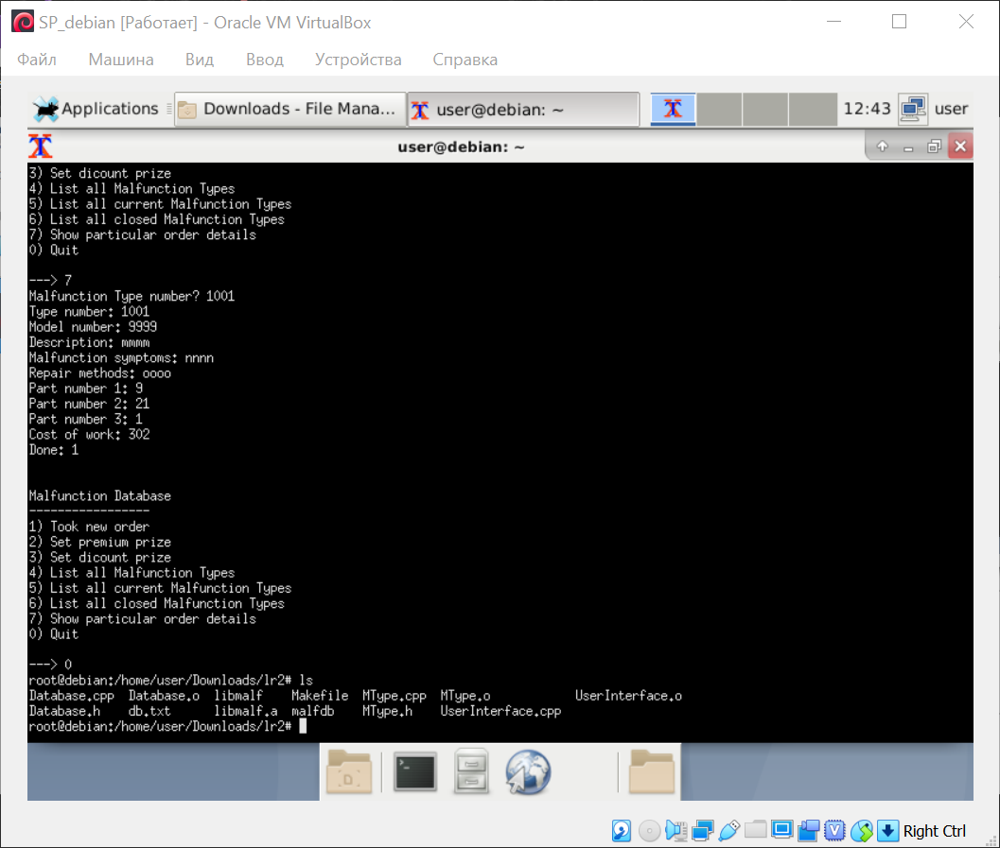 SP_debian [Работает] - Oracle VM VirtualBox
Файл Машина Вид Ввод Устройства Справка
Applications Downloads - File Mana... user@debian: ~ 12:43 user
user@debian: ~
3) Set dicount prize
4) List all Malfunction Types
5) List all current Malfunction Types
6) List all closed Malfunction Types
7) Show particular order details
0) Quit
---> 7
Malfunction Type number? 1001
Type number: 1001
Model number: 9999
Description: mmmm
Malfunction symptoms: nnnn
Repair methods: oooo
Part number 1: 9
Part number 2: 21
Part number 3: 1
Cost of work: 302
Done: 1
Malfunction Database
-----------------
1) Took new order
2) Set premium prize
3) Set dicount prize
4) List all Malfunction Types
5) List all current Malfunction Types
6) List all closed Malfunction Types
7) Show particular order details
0) Quit
---> 0
root@debian:/home/user/Downloads/lr2# ls
Database.cpp Database.o libmalf Makefile MType.cpp MType.o UserInterface.o
Database.h db.txt libmalf.a malfdb MType.h UserInterface.cpp
root@debian:/home/user/Downloads/lr2#
Right Ctrl